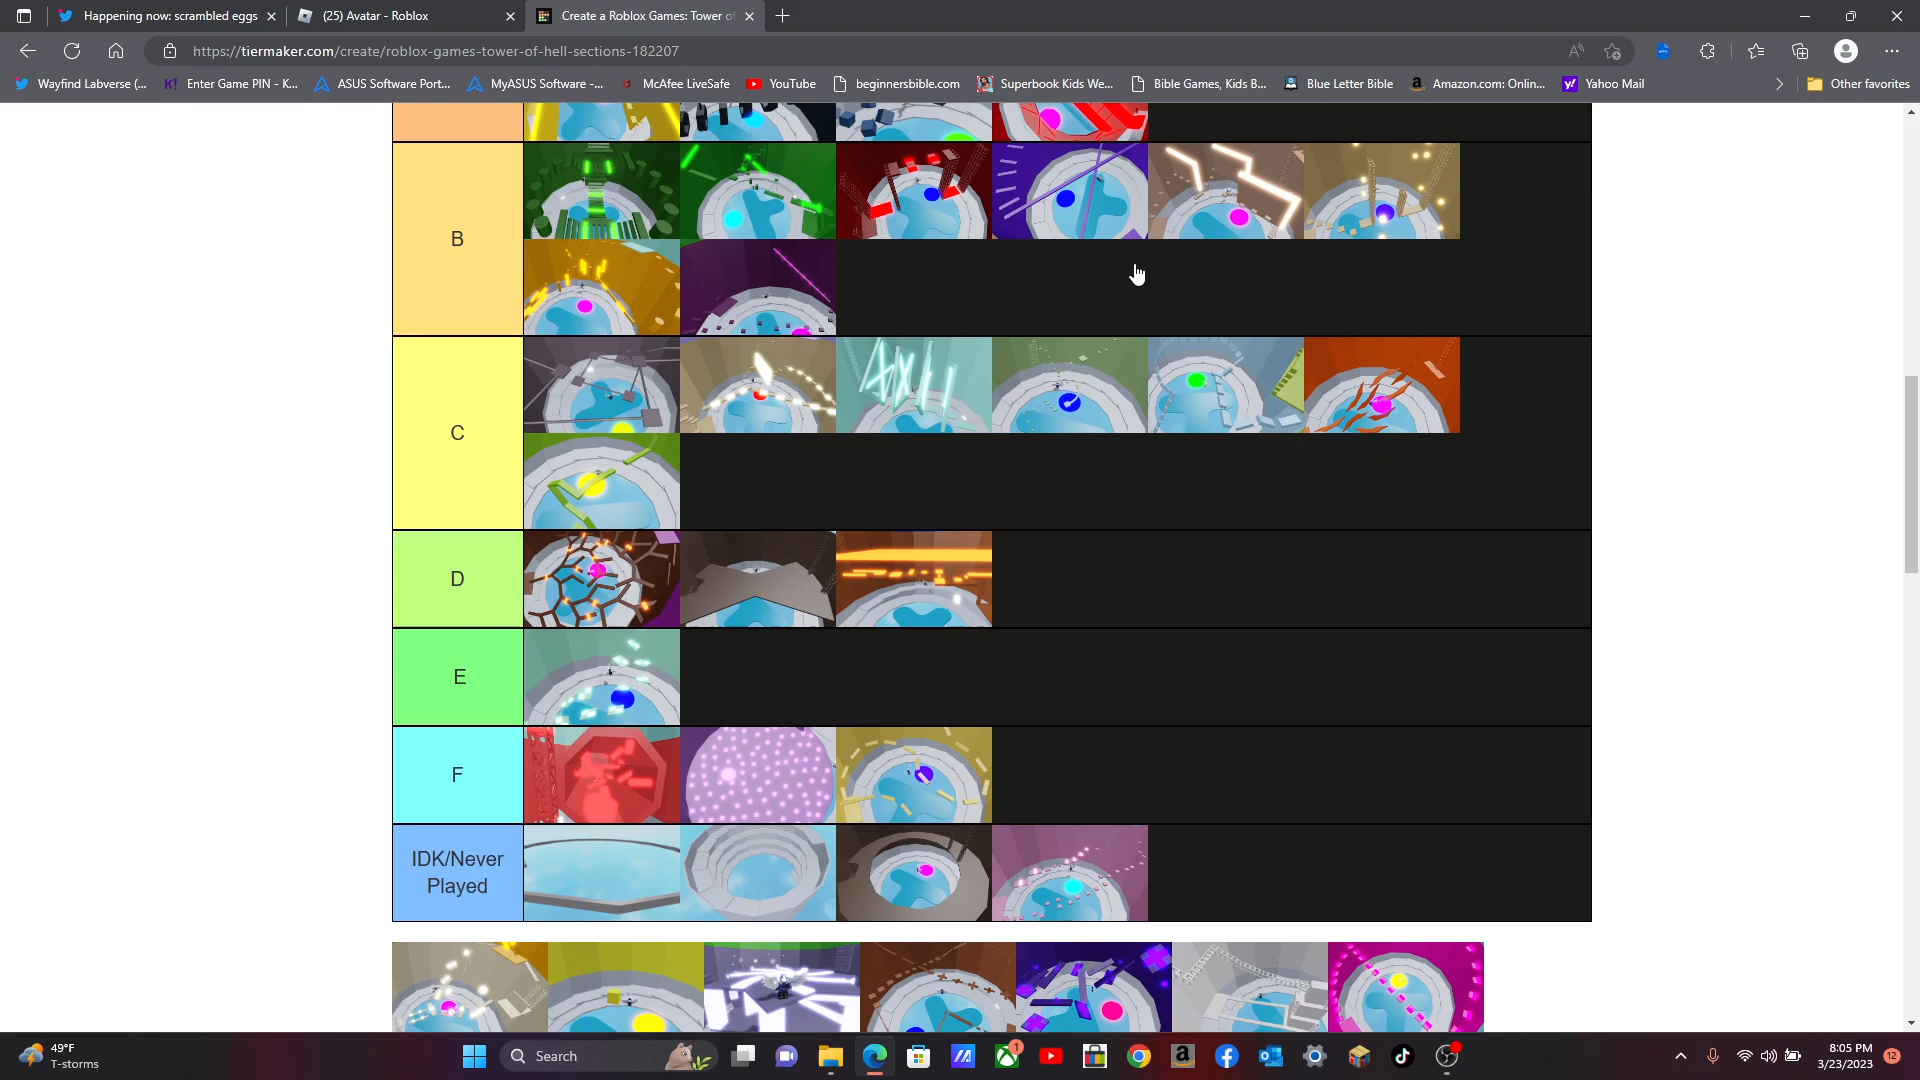 Happening now: scrambled eggs
(25) Avatar - Roblox
Create a Roblox Games: Tower of
https://tiermaker.com/create/roblox-games-tower-of-hell-sections-182207
Wayfind Labverse (...
Enter Game PIN - K...
ASUS Software Port...
MyASUS Software -...
McAfee LiveSafe
YouTube
beginnersbible.com
Superbook Kids We...
Bible Games, Kids B...
Blue Letter Bible
Amazon.com: Onlin...
Yahoo Mail
Other favorites
B
C
D
E
F
IDK/Never
Played
49°F
T-storms
Search
1
8:05 PM
3/23/2023
12